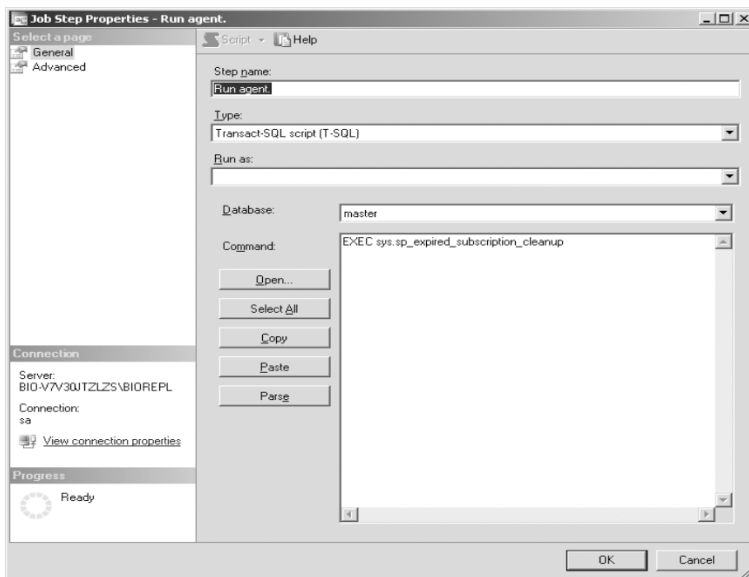 Job Step Properties - Run agent.
Select a page
General
Advanced
Script
Help
Step name:
Run agent.
Type:
Transact-SQL script (T-SQL)
Run as:
Database:
master
Command:
EXEC sys.sp_expired_subscription_cleanup
Open...
Select All
Copy
Paste
Parse
Connection
Server:
BIO-V7V30JTZLZS\BIOREPL
Connection:
sa
View connection properties
Progress
Ready
OK
Cancel